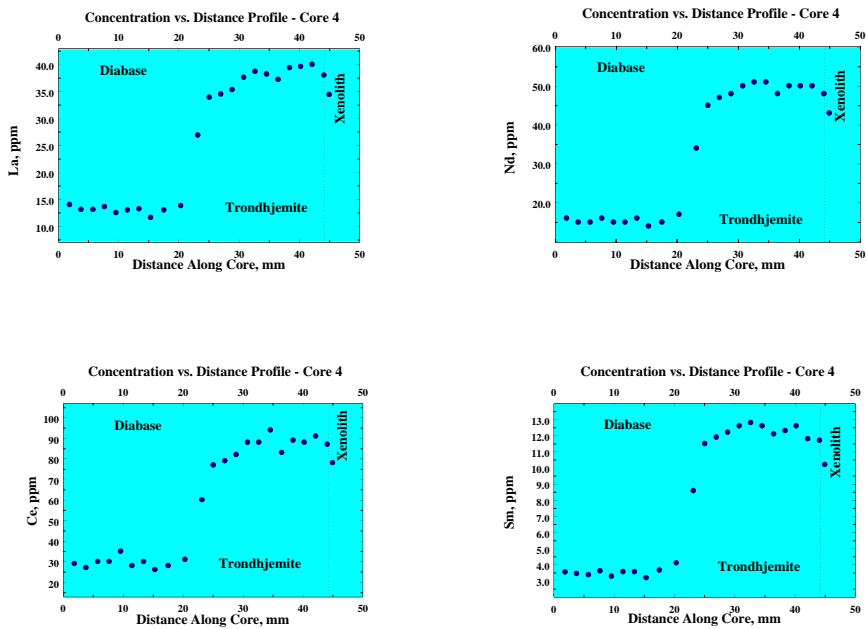 Concentration vs. Distance Profile - Core 4
0 10 20 30 40 50
40.0
35.0
30.0
25.0
20.0
15.0
10.0
La, ppm
Diabase
Xenolith
Trondhjemite
0 10 20 30 40 50
Distance Along Core, mm
Concentration vs. Distance Profile - Core 4
0 10 20 30 40 50
60.0
50.0
40.0
30.0
20.0
Nd, ppm
Diabase
Xenolith
Trondhjemite
0 10 20 30 40 50
Distance Along Core, mm
Concentration vs. Distance Profile - Core 4
0 10 20 30 40 50
100
90
80
70
60
50
40
30
20
Ce, ppm
Diabase
Xenolith
Trondhjemite
0 10 20 30 40 50
Distance Along Core, mm
Concentration vs. Distance Profile - Core 4
0 10 20 30 40 50
13.0
12.0
11.0
10.0
9.0
8.0
7.0
6.0
5.0
4.0
3.0
Sm, ppm
Diabase
Xenolith
Trondhjemite
0 10 20 30 40 50
Distance Along Core, mm